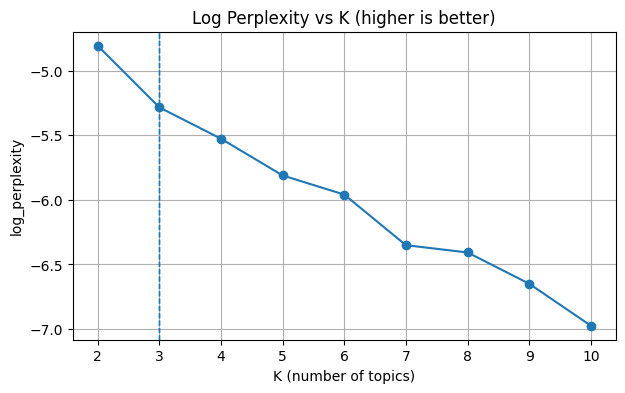 Log Perplexity vs K (higher is better)
log_perplexity
−5.0
−5.5
−6.0
−6.5
−7.0
2 3 4 5 6 7 8 9 10
K (number of topics)